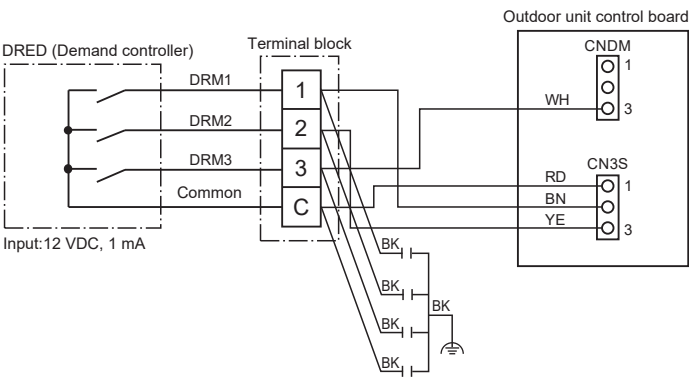 Outdoor unit control board
DRED (Demand controller)
Terminal block
CNDM
DRM1
1
1
WH
3
DRM2
2
DRM3
3
CN3S
Common
C
RD
1
BN
YE
3
Input:12 VDC, 1 mA
BK
BK
BK
BK
BK